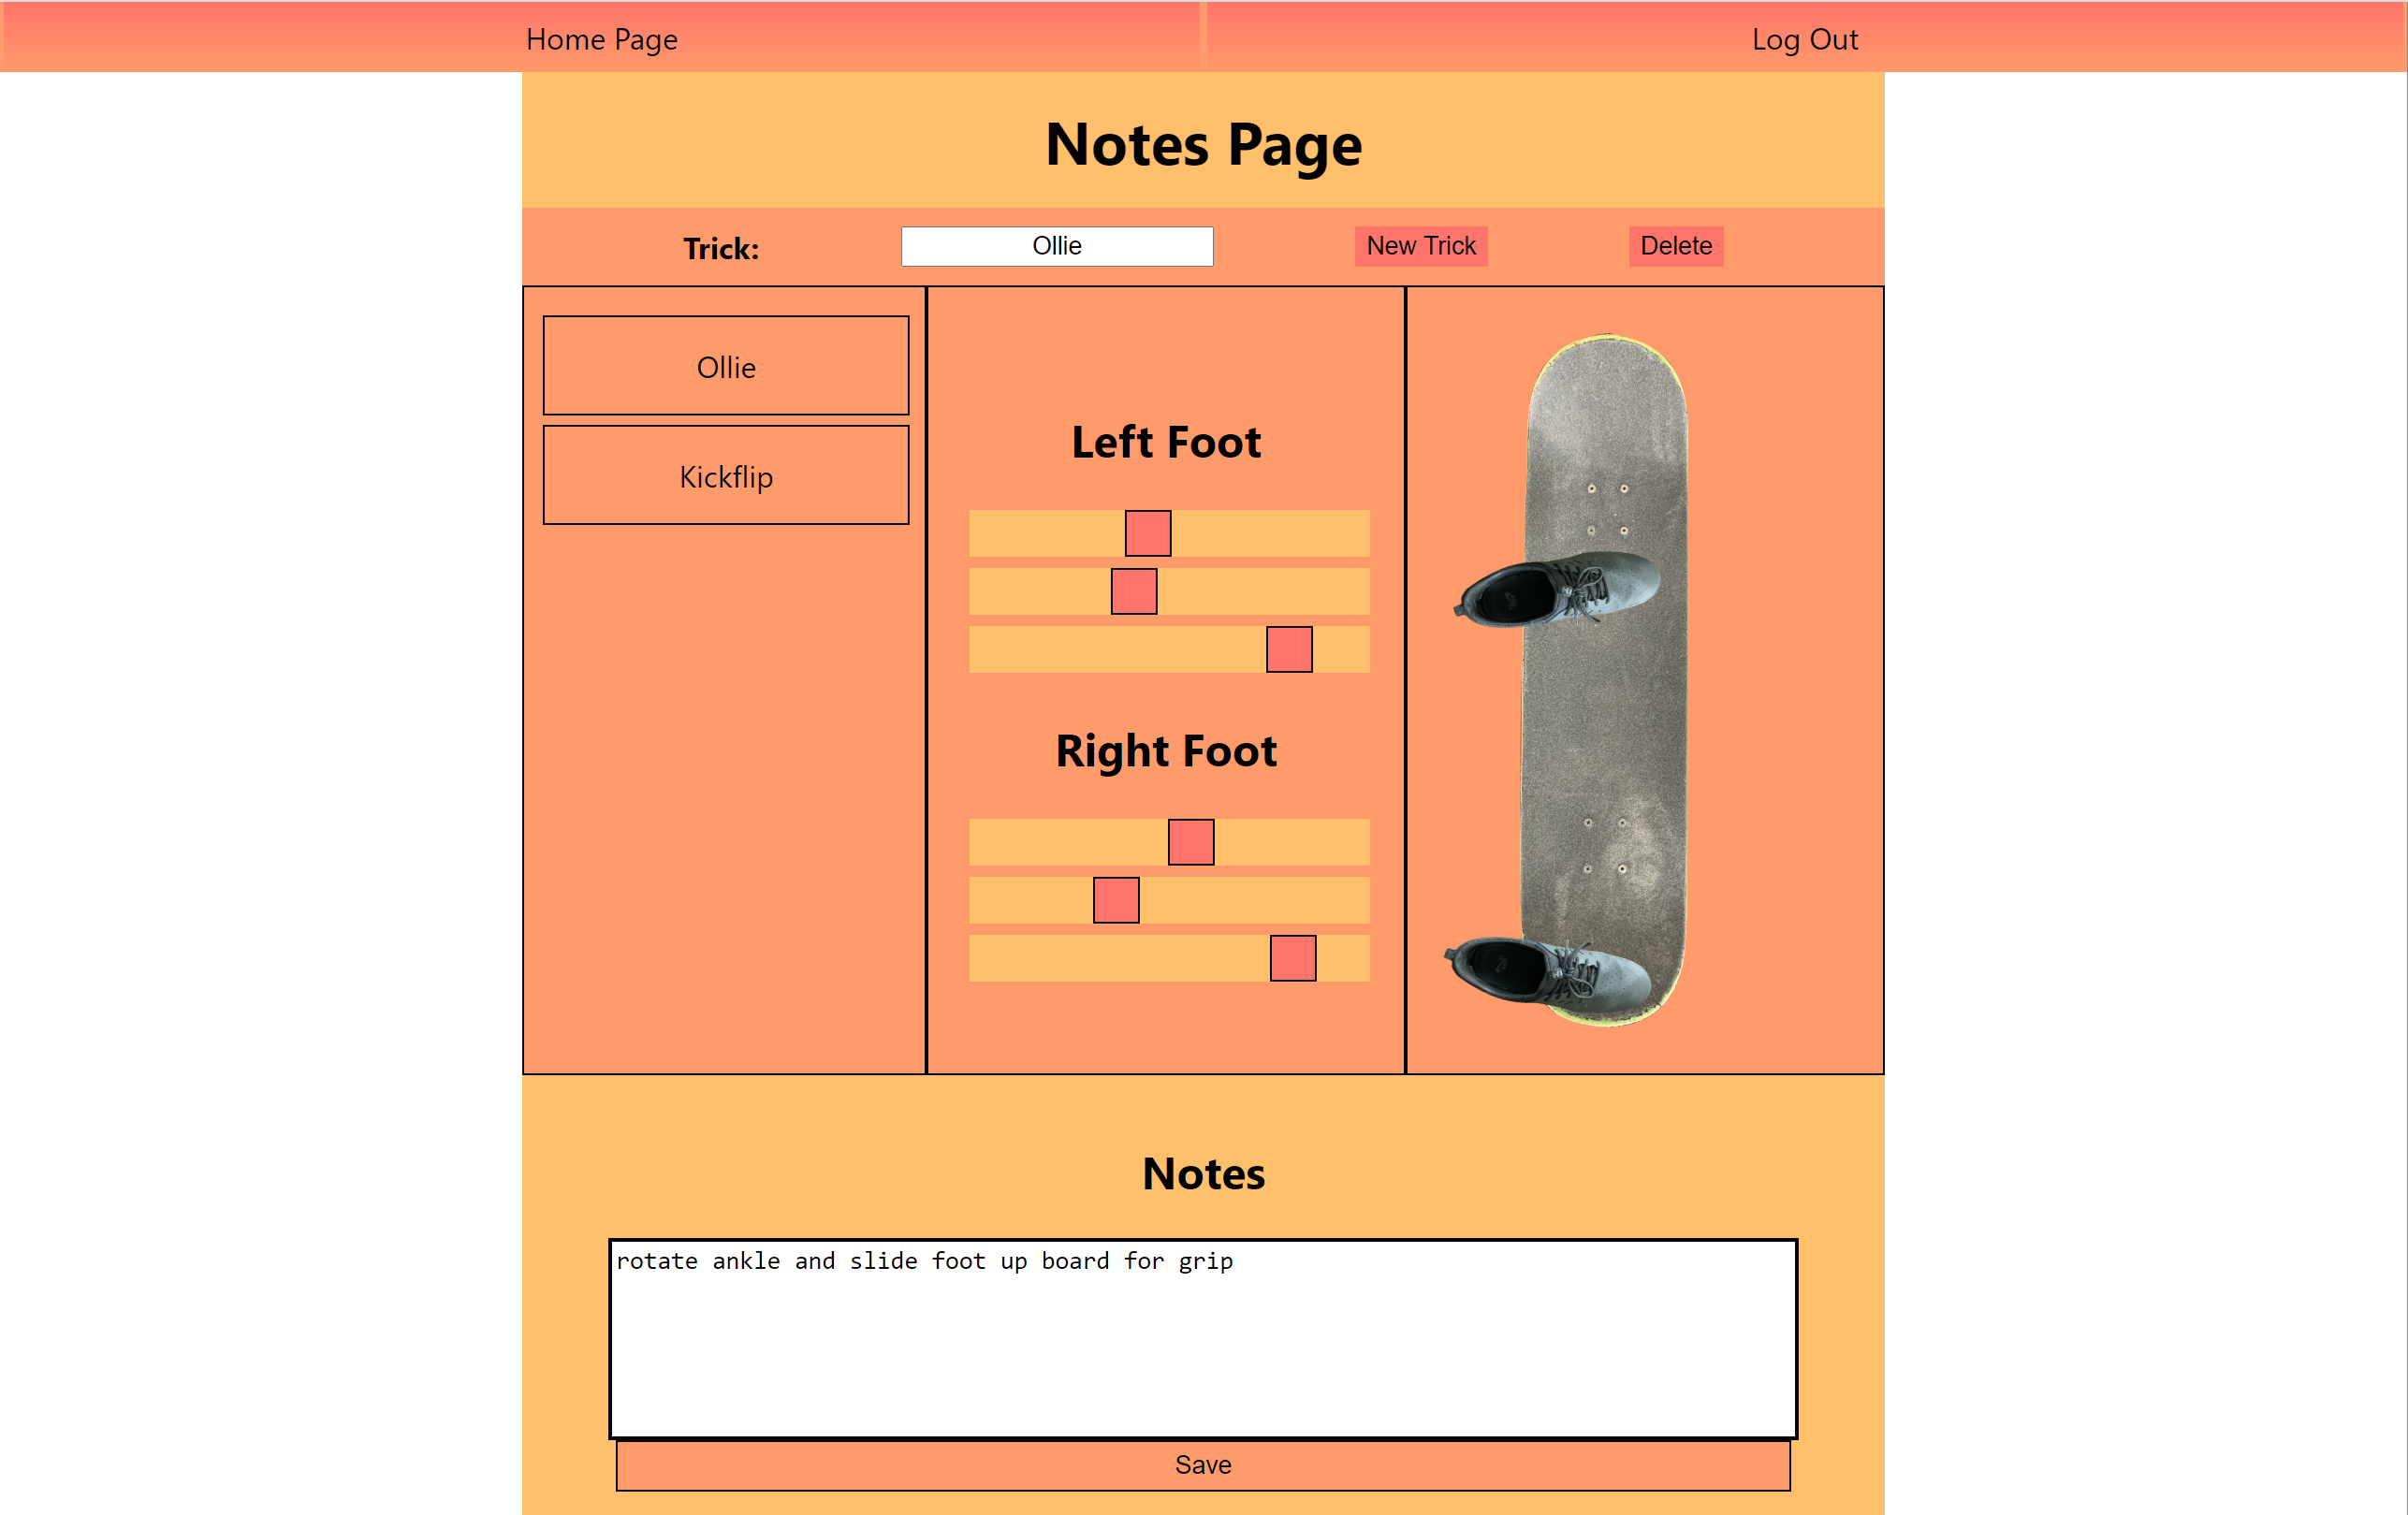 Home Page
Log Out
Notes Page
Trick:
Ollie
New Trick
Delete
Ollie
Kickflip
Left Foot
Right Foot
Notes
rotate ankle and slide foot up board for grip
Save